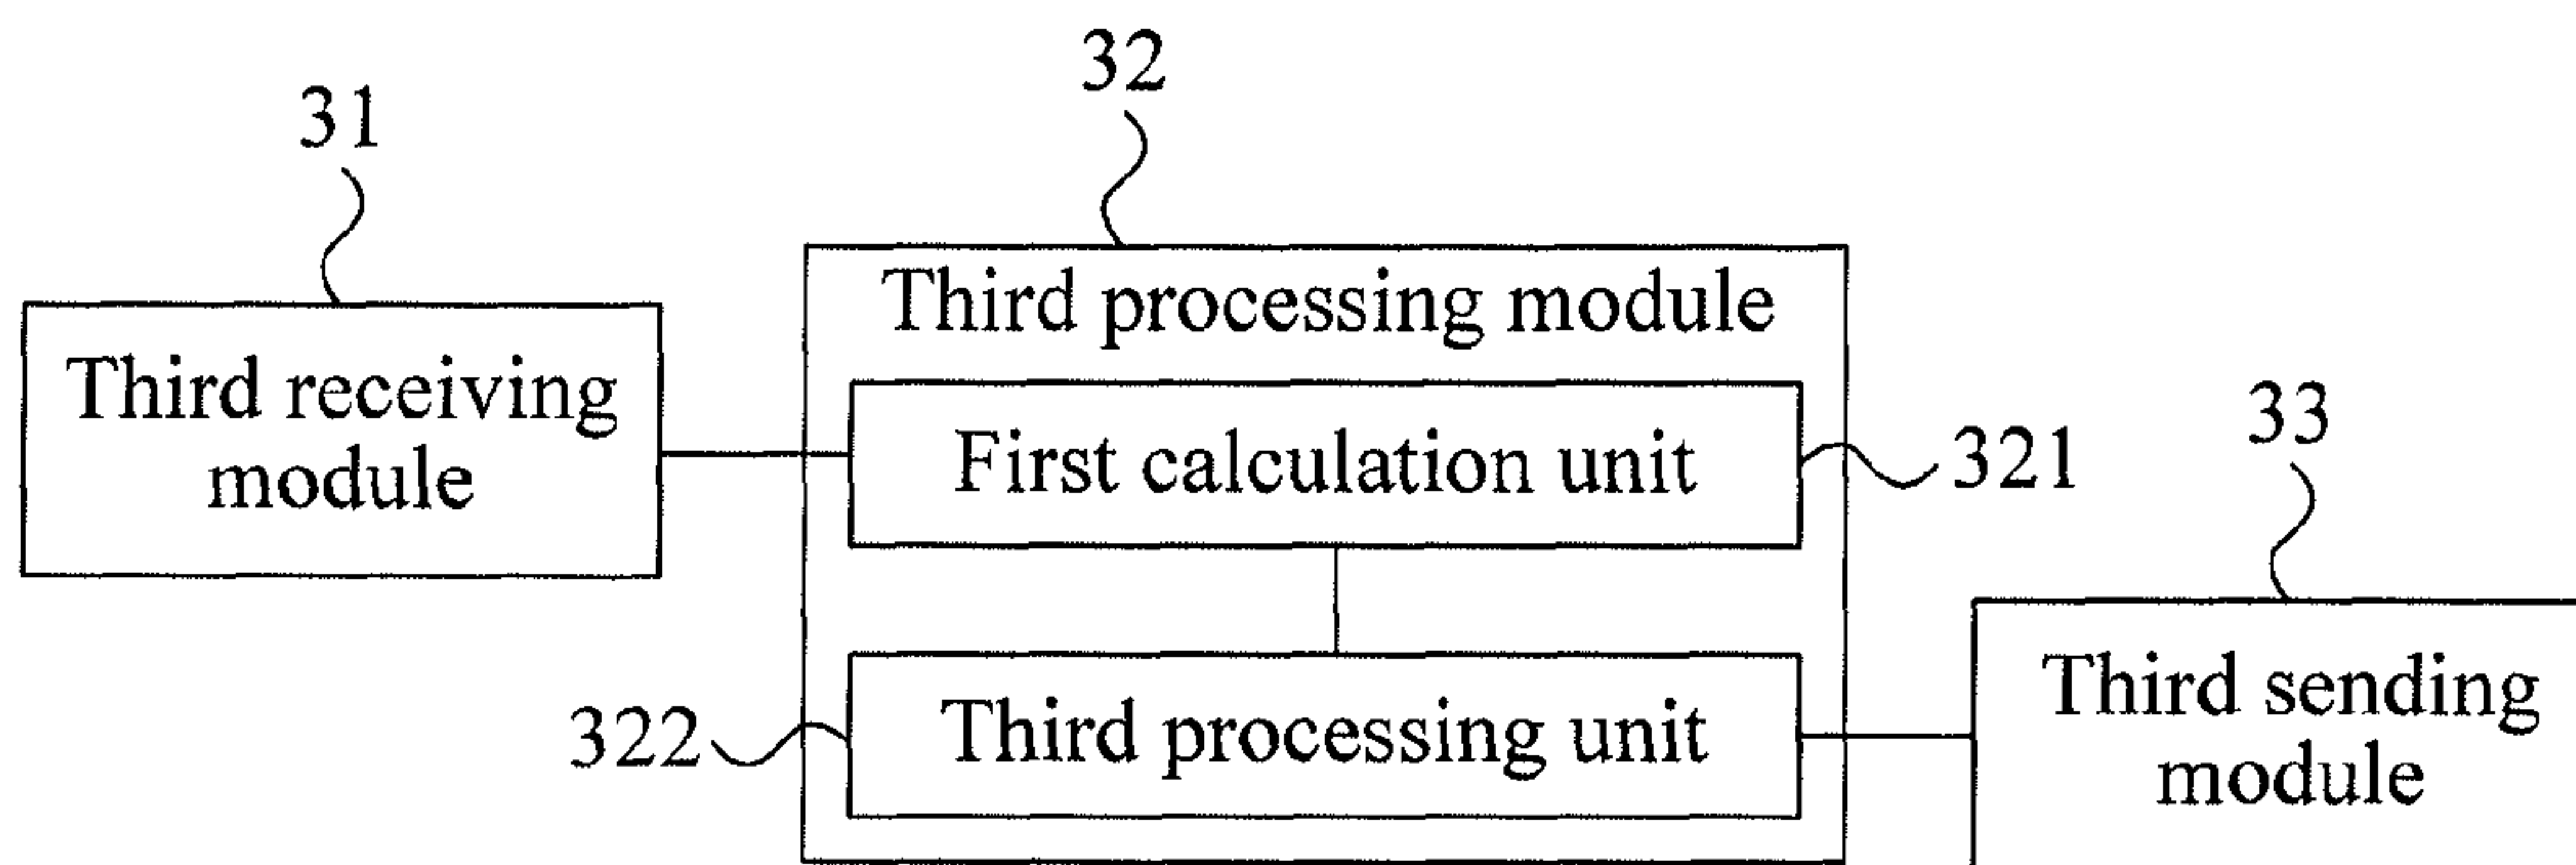 32
31
Third processing module
Third receiving
module
First calculation unit
321
33
322
Third processing unit
Third sending
module